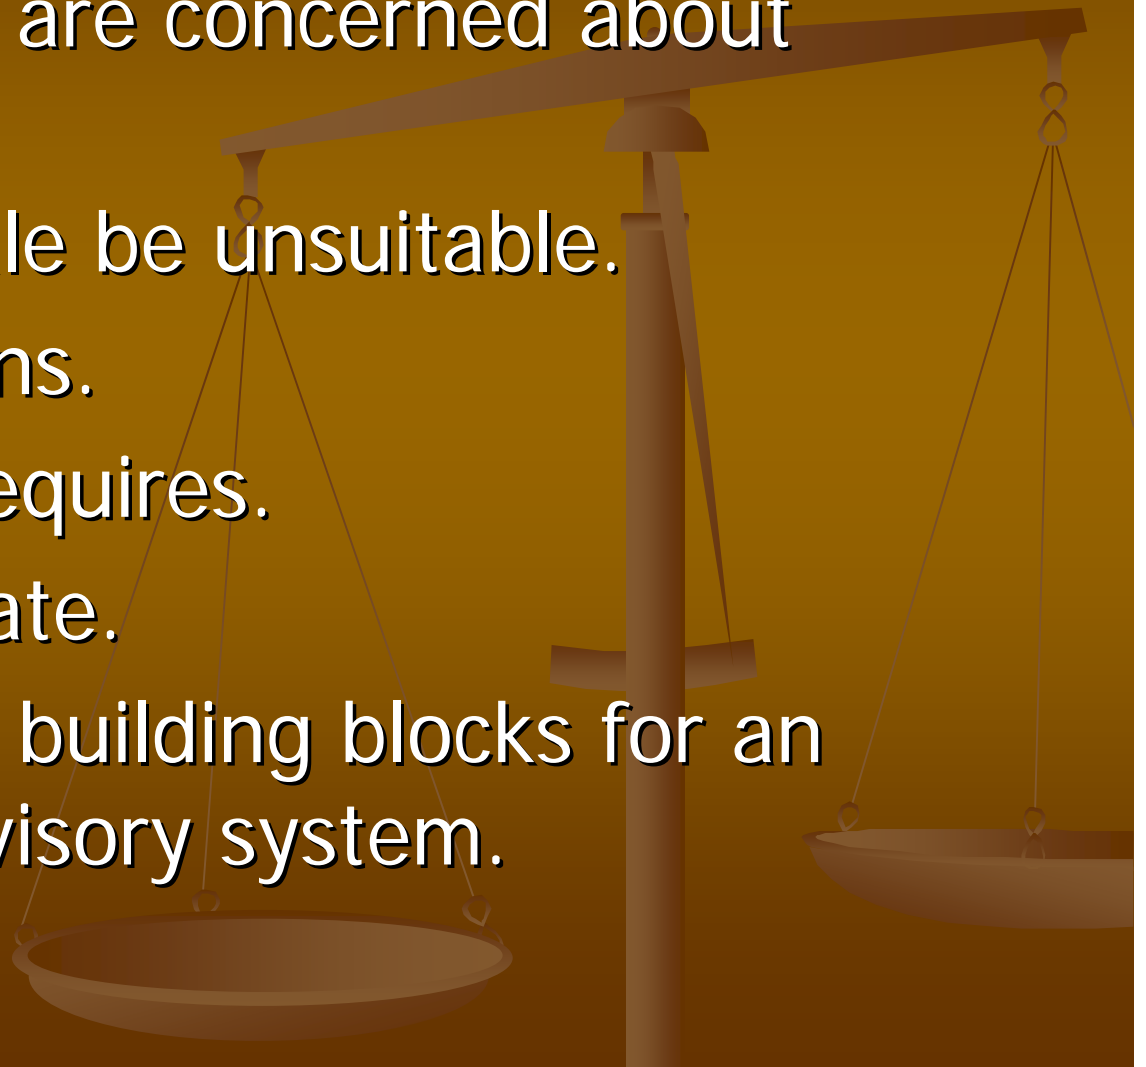 are concerned about
le be unsuitable.
ns.
equires.
ate.
building blocks for an
visory system.